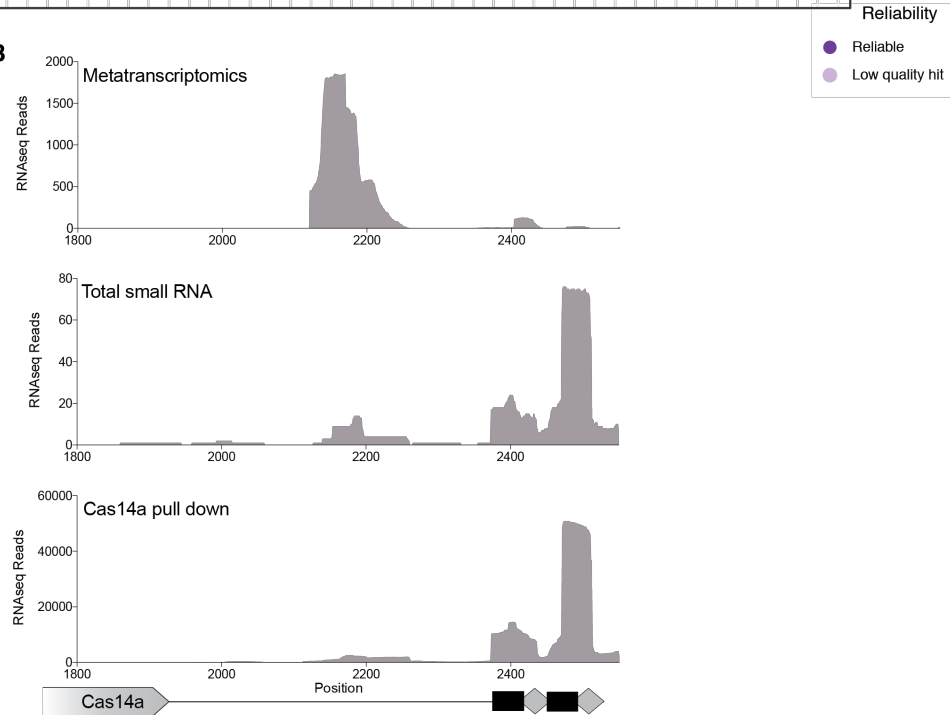 Reliability
Reliable
Low quality hit
B
Metatranscriptomics
RNAseq Reads
2000
1500
1000
500
0
1800 2000 2200 2400
Total small RNA
RNAseq Reads
80
60
40
20
0
1800 2000 2200 2400
Cas14a pull down
RNAseq Reads
60000
40000
20000
0
1800 2000 2200 2400
Position
Cas14a